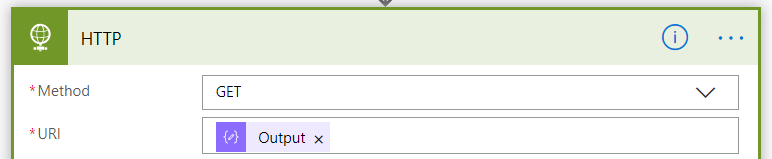 HTTP
*Method GET
*URI Output ×